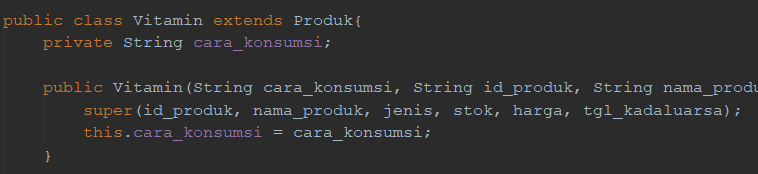 public class Vitamin extends Produk{
private String cara_konsumsi;
public Vitamin(String cara_konsumsi, String id_produk, String
super(id_produk, nama_produk, jenis, stok, harga, tgl_kadaluarsa);
this.cara_konsumsi = cara_konsumsi;
}